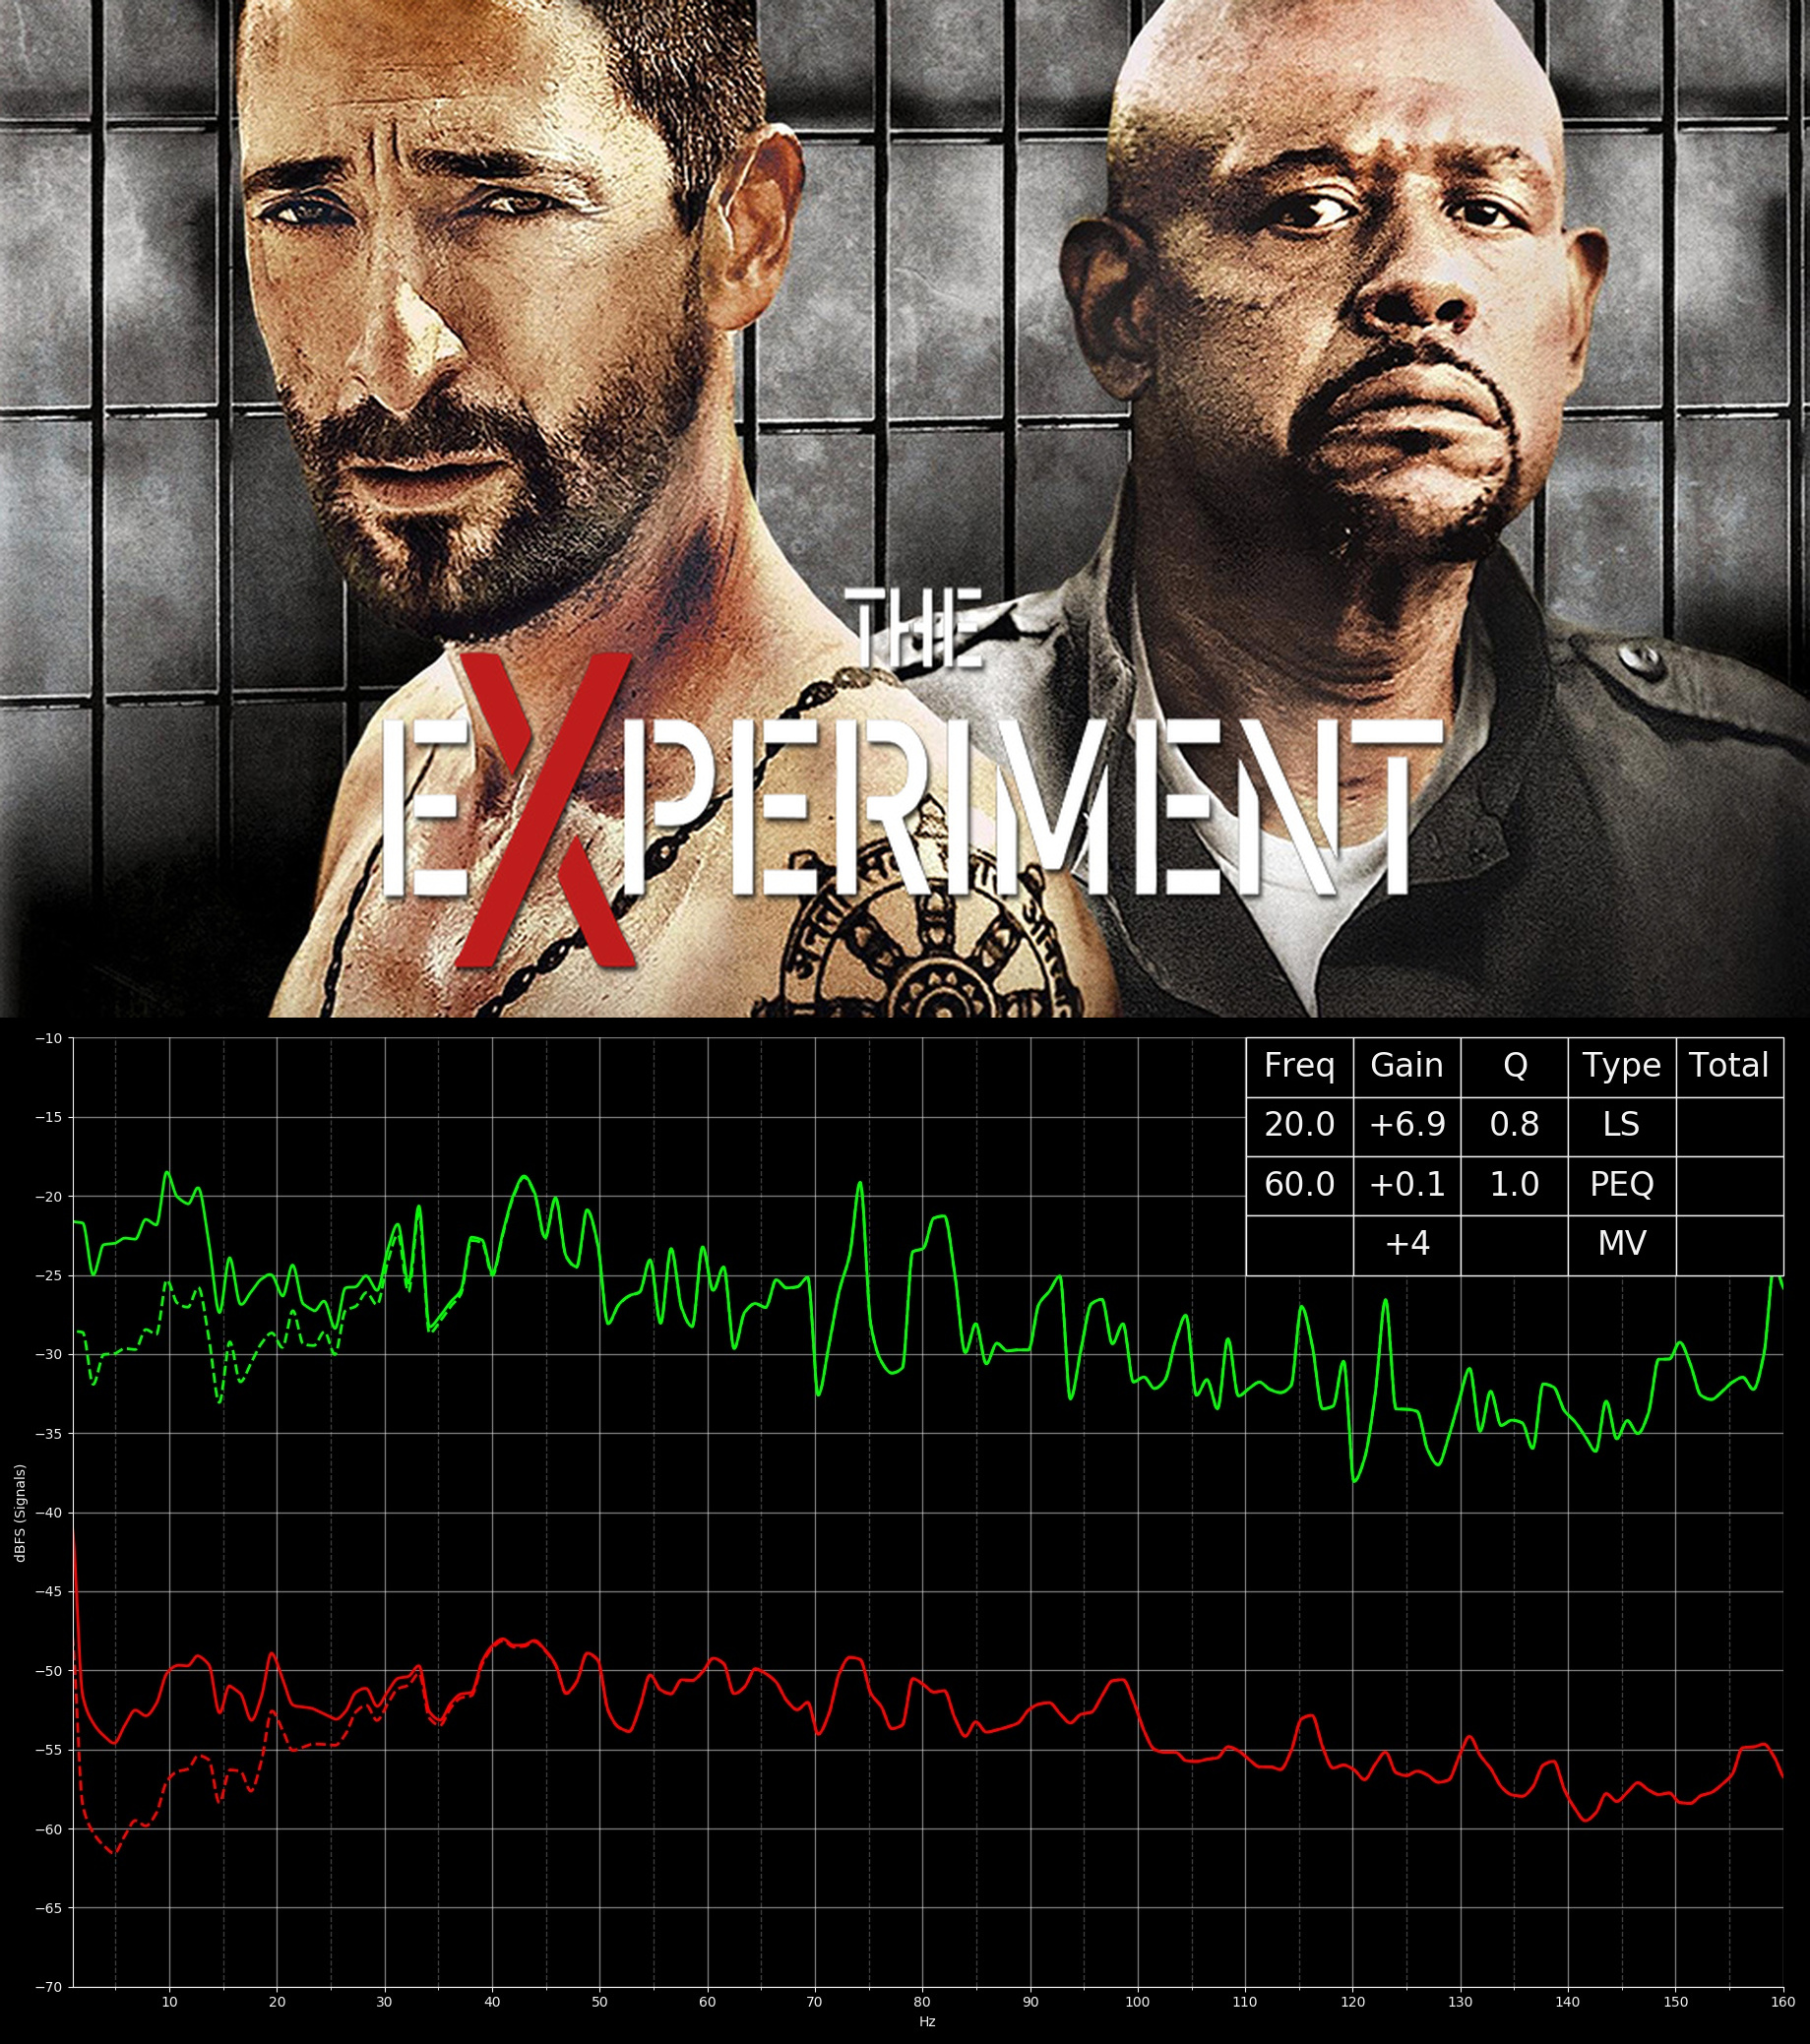 THE
EXPERIMENT
Freq Gain Q Type Total
20.0 +6.9 0.8 LS
60.0 +0.1 1.0 PEQ
+4 MV
−10
−15
−20
−25
−30
−35
−40
−45
−50
−55
−60
−65
−70
dBFS (Signals)
10 20 30 40 50 60 70 80 90 100 110 120 130 140 150 160
Hz